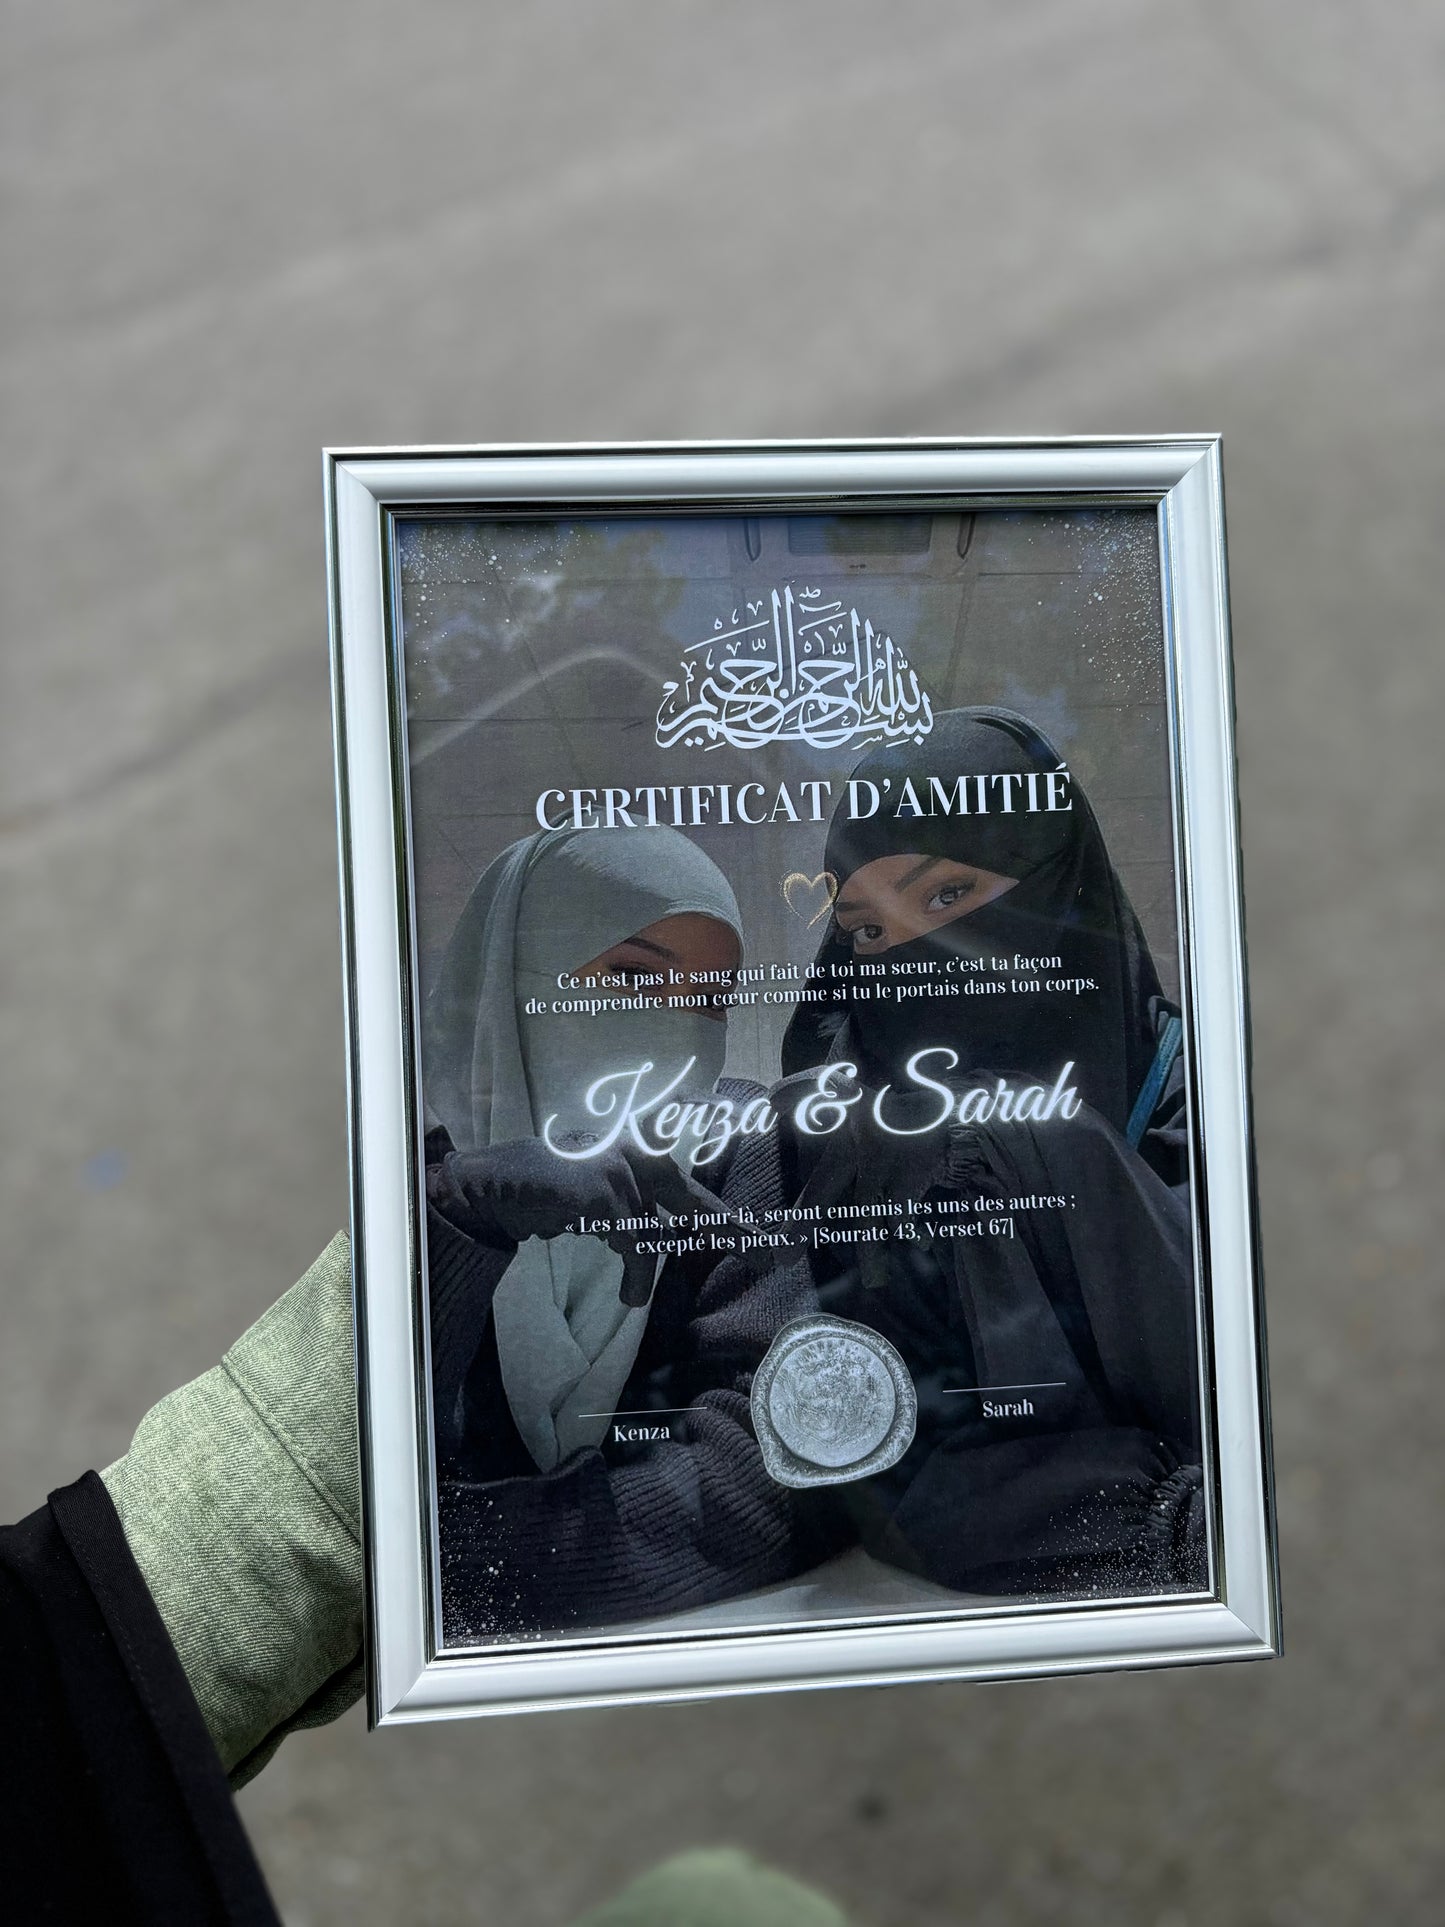 بسم الله الرحمن الرحيم
CERTIFICAT D’AMITIÉ
Ce n’est pas le sang qui fait de toi ma sœur, c’est ta façon
de comprendre mon cœur comme si tu le portais dans ton corps.
Kenza & Sarah
« Les amis, ce jour-là, seront ennemis les uns des autres ;
excepté les pieux. » [Sourate 43, Verset 67]
Kenza
Sarah